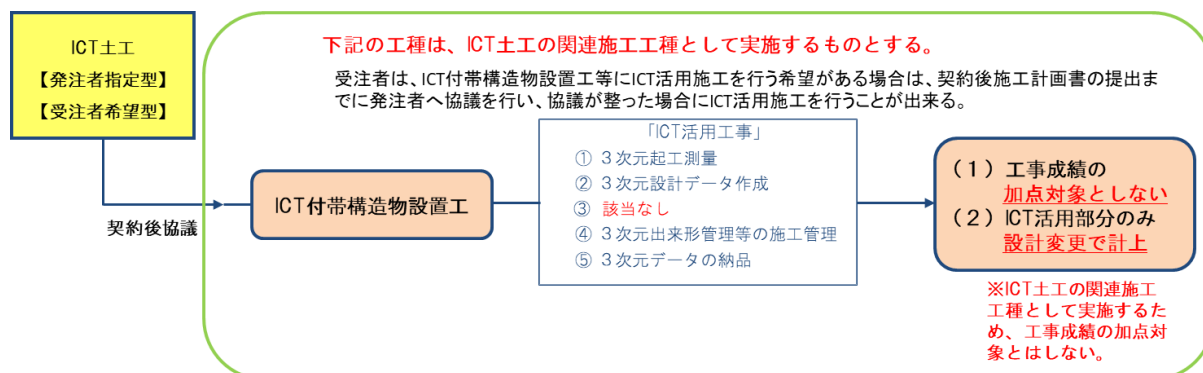 ICT土工
【発注者指定型】
【受注者希望型】
契約後協議
下記の工種は、ICT土工の関連施工工種として実施するものとする。
受注者は、ICT付帯構造物設置工等にICT活用施工を行う希望がある場合は、契約後施工計画書の提出ま
でに発注者へ協議を行い、協議が整った場合にICT活用施工を行うことが出来る。
ICT付帯構造物設置工
「ICT活用工事」
① ３次元起工測量
② ３次元設計データ作成
③ 該当なし
④ ３次元出来形管理等の施工管理
⑤ ３次元データの納品
（１）工事成績の
加点対象としない
（２）ICT活用部分のみ
設計変更で計上
※ICT土工の関連施工
工種として実施するた
め、工事成績の加点対
象とはしない。